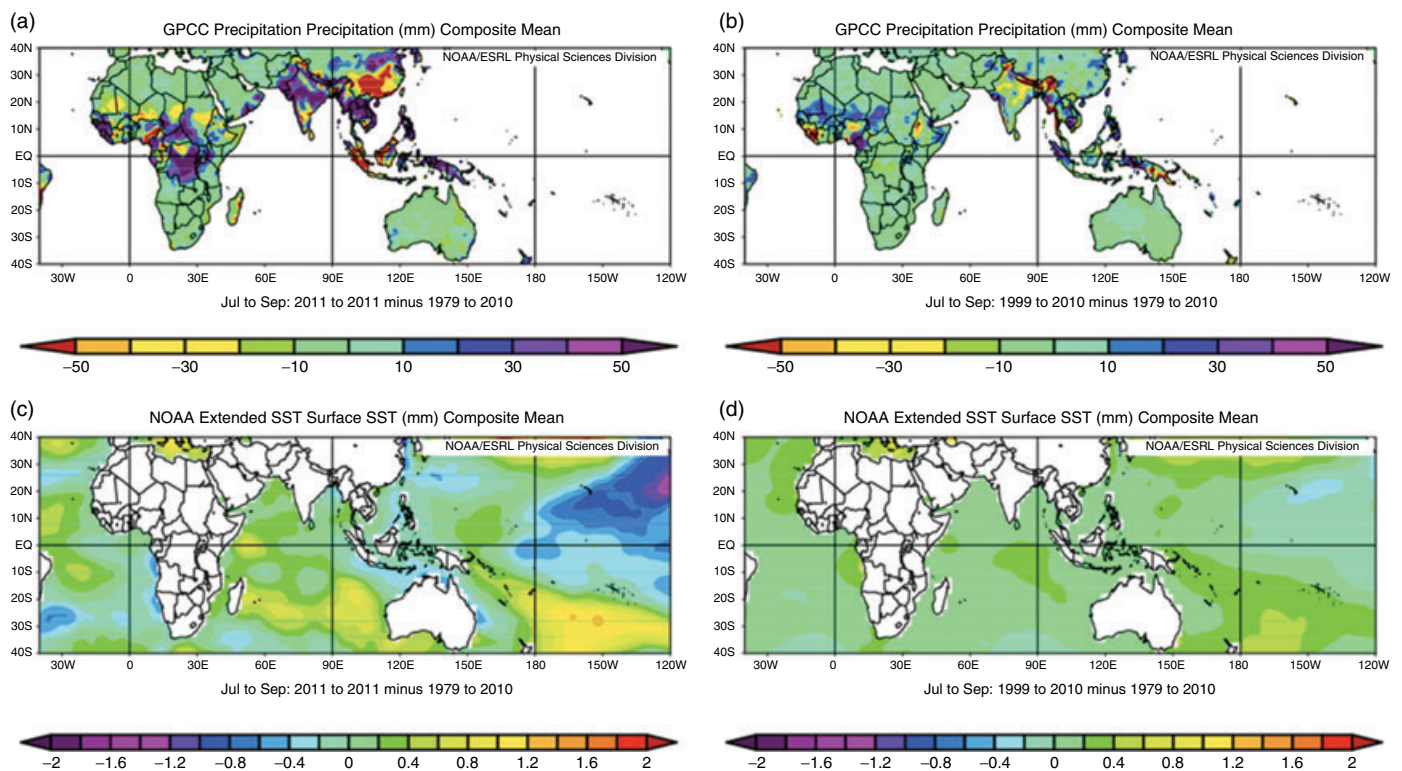 (a)
GPCC Precipitation Precipitation (mm) Composite Mean
NOAA/ESRL Physical Sciences Division
40N
30N
20N
10N
EQ
10S
20S
30S
40S
30W 0 30E 60E 90E 120E 150E 180 150W 120W
Jul to Sep: 2011 to 2011 minus 1979 to 2010
−50 −30 −10 10 30 50
(b)
GPCC Precipitation Precipitation (mm) Composite Mean
NOAA/ESRL Physical Sciences Division
40N
30N
20N
10N
EQ
10S
20S
30S
40S
30W 0 30E 60E 90E 120E 150E 180 150W 120W
Jul to Sep: 1999 to 2010 minus 1979 to 2010
−50 −30 −10 10 30 50
(c)
NOAA Extended SST Surface SST (mm) Composite Mean
NOAA/ESRL Physical Sciences Division
40N
30N
20N
10N
EQ
10S
20S
30S
40S
30W 0 30E 60E 90E 120E 150E 180 150W 120W
Jul to Sep: 2011 to 2011 minus 1979 to 2010
−2 −1.6 −1.2 −0.8 −0.4 0 0.4 0.8 1.2 1.6 2
(d)
NOAA Extended SST Surface SST (mm) Composite Mean
NOAA/ESRL Physical Sciences Division
40N
30N
20N
10N
EQ
10S
20S
30S
40S
30W 0 30E 60E 90E 120E 150E 180 150W 120W
Jul to Sep: 1999 to 2010 minus 1979 to 2010
−2 −1.6 −1.2 −0.8 −0.4 0 0.4 0.8 1.2 1.6 2